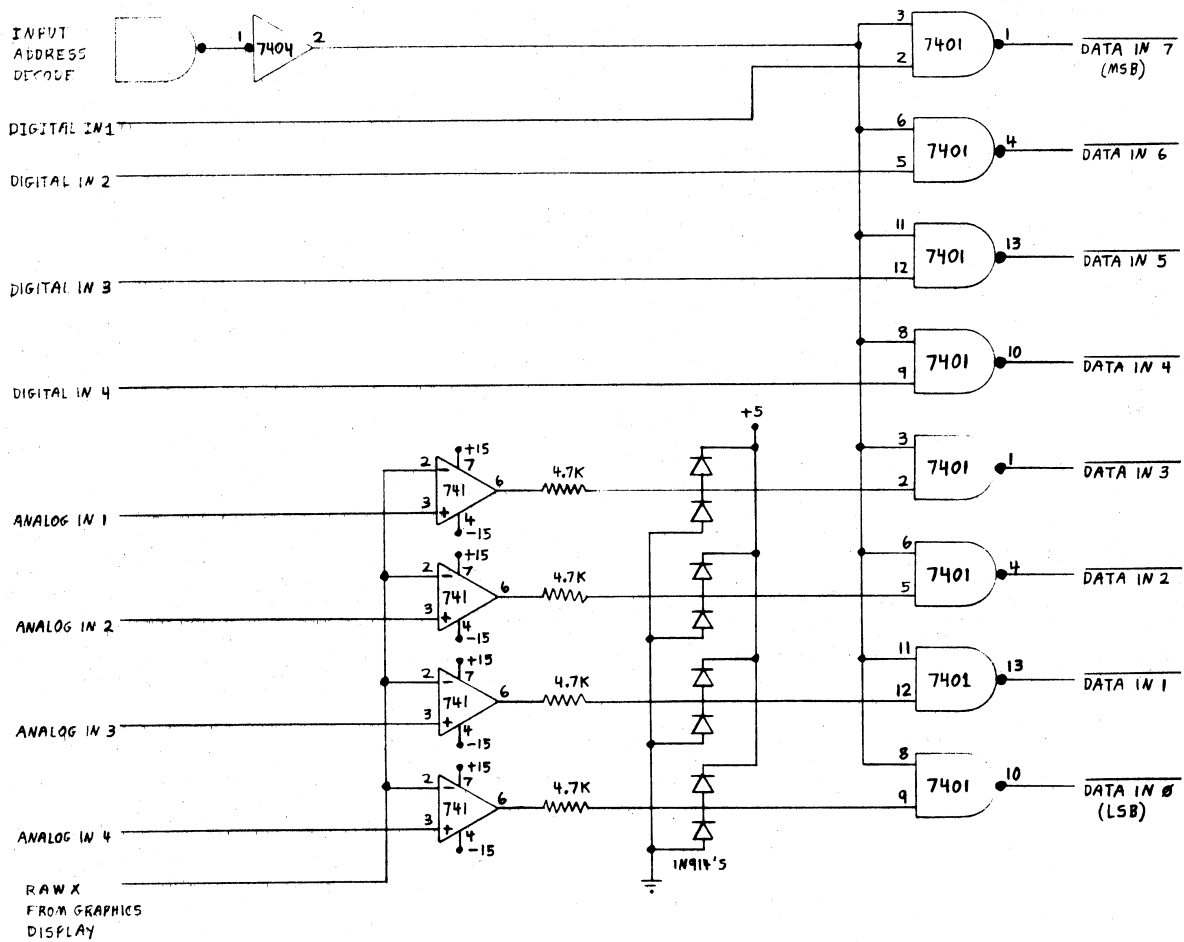 INPUT
ADDRESS
DECODE
1
7404
2
3
2
7401
1
DATA IN 7
(MSB)
DIGITAL IN 1
6
5
7401
4
DATA IN 6
DIGITAL IN 2
11
12
7401
13
DATA IN 5
DIGITAL IN 3
8
9
7401
10
DATA IN 4
DIGITAL IN 4
+5
+15
2
-
7
741
6
4.7K
3
+
4
-15
3
2
7401
1
DATA IN 3
ANALOG IN 1
+15
2
-
7
741
6
4.7K
3
+
4
-15
6
5
7401
4
DATA IN 2
ANALOG IN 2
+15
2
-
7
741
6
4.7K
3
+
4
-15
11
12
7401
13
DATA IN 1
ANALOG IN 3
+15
2
-
7
741
6
4.7K
3
+
4
-15
8
9
7401
10
DATA IN Ø
(LSB)
ANALOG IN 4
1N914'S
RAW X
FROM GRAPHICS
DISPLAY